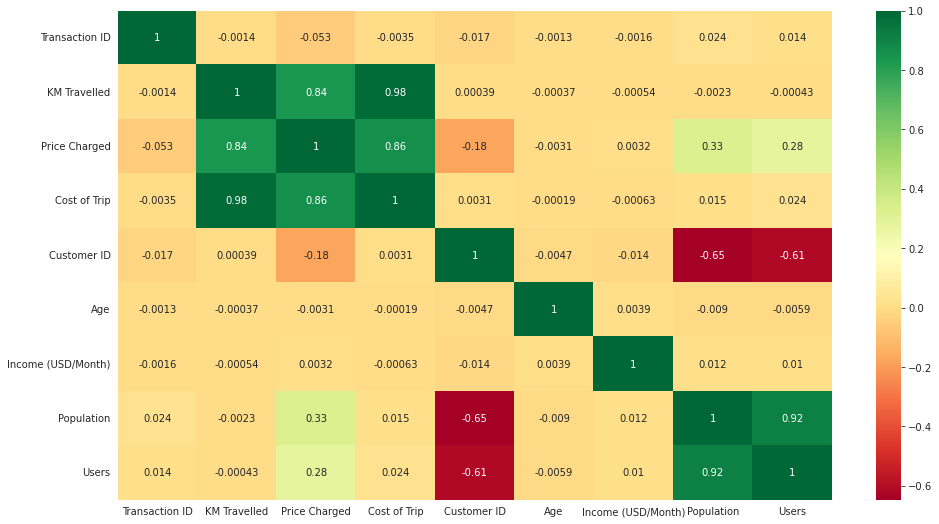 Transaction ID 1 -0.0014 -0.053 -0.0035 -0.017 -0.0013 -0.0016 0.024 0.014
KM Travelled -0.0014 1 0.84 0.98 0.00039 -0.00037 -0.00054 -0.0023 -0.00043
Price Charged -0.053 0.84 1 0.86 -0.18 -0.0031 0.0032 0.33 0.28
Cost of Trip -0.0035 0.98 0.86 1 0.0031 -0.00019 -0.00063 0.015 0.024
Customer ID -0.017 0.00039 -0.18 0.0031 1 -0.0047 -0.014 -0.65 -0.61
Age -0.0013 -0.00037 -0.0031 -0.00019 -0.0047 1 0.0039 -0.009 -0.0059
Income (USD/Month) -0.0016 -0.00054 0.0032 -0.00063 -0.014 0.0039 1 0.012 0.01
Population 0.024 -0.0023 0.33 0.015 -0.65 -0.009 0.012 1 0.92
Users 0.014 -0.00043 0.28 0.024 -0.61 -0.0059 0.01 0.92 1
Transaction ID KM Travelled Price Charged Cost of Trip Customer ID Age Income (USD/Month) Population Users
1.0
0.8
0.6
0.4
0.2
0.0
−0.2
−0.4
−0.6